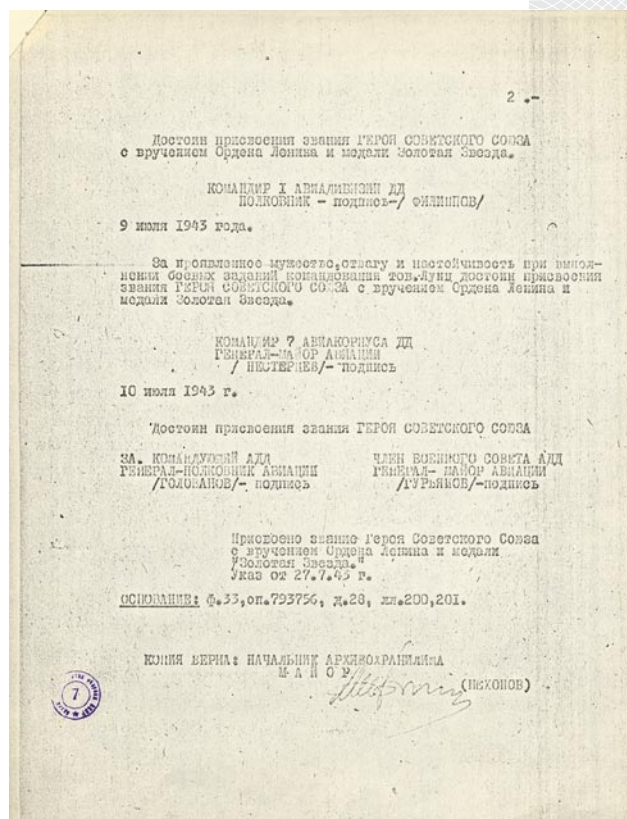 2 .-
Достоин присвоения звания ГЕРОЯ СОВЕТСКОГО СОЮЗА
с вручением Ордена Ленина и медали Золотая Звезда.
КОМАНДИР I АВИАДИВИЗИИ ДД
ПОЛКОВНИК - подпись-/ ФИЛИППОВ/
9 июля 1943 года.
За проявленное мужество,отвагу и настойчивость при выпол-
нении боевых заданий командования тов.Лунц достоин присвоения
звания ГЕРОЯ СОВЕТСКОГО СОЮЗА с вручением Ордена Ленина и
медали Золотая Звезда.
КОМАНДИР 7 АВИАКОРПУСА ДД
ГЕНЕРАЛ-МАЙОР АВИАЦИИ
/ НЕСТЕРЦЕВ/- подпись
10 июля 1943 г.
Достоин присвоения звания ГЕРОЯ СОВЕТСКОГО СОЮЗА
ЗА. КОМАНДУЮЩИЙ АДД ЧЛЕН ВОЕННОГО СОВЕТА АДД
ГЕНЕРАЛ-ПОЛКОВНИК АВИАЦИИ ГЕНЕРАЛ- МАЙОР АВИАЦИИ
/ГОЛОВАНОВ/- подпись /ГУРЬЯНОВ/-подпись
Присвоено звание Героя Советского Союза
с вручением Ордена Ленина и медали
"Золотая Звезда."
Указ от 27.7.43 г.
ОСНОВАНИЕ: ф.33,оп.793756, д.28, лл.200,201.
КОПИЯ ВЕРНА: НАЧАЛЬНИК АРХИВОХРАНИЛИЩА
М А Й О Р
(НЕХОНОВ)
7